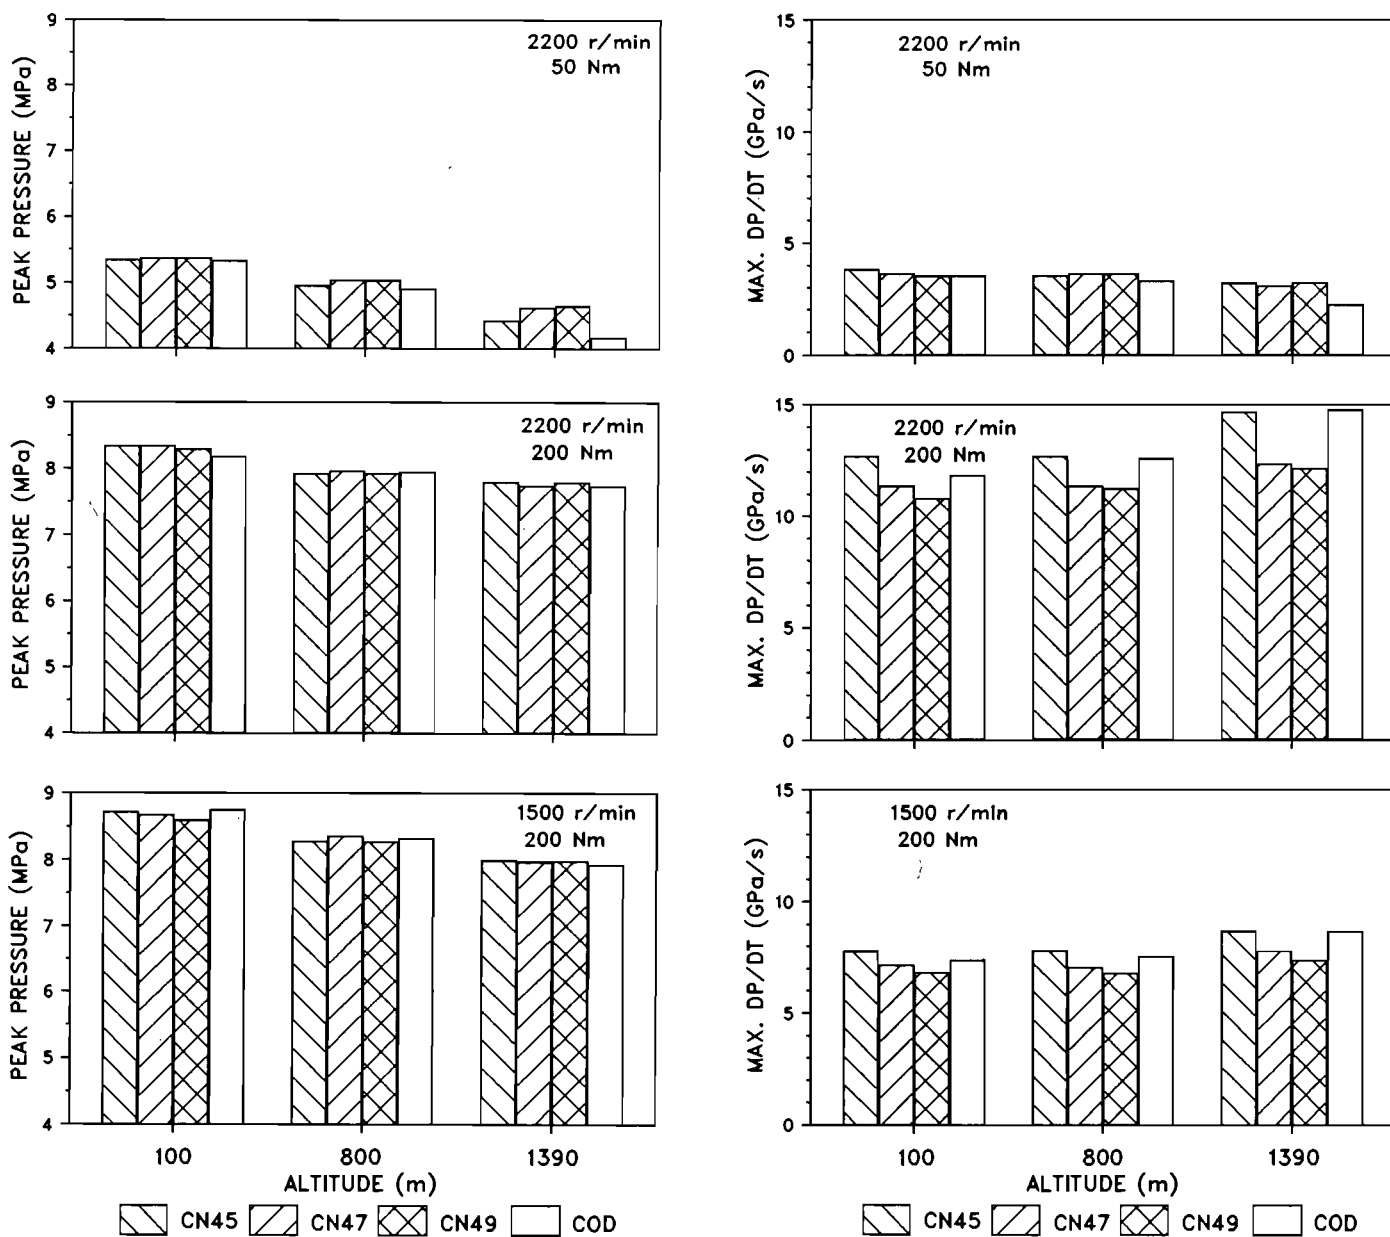 9
8
7
6
5
4
PEAK PRESSURE (MPa)
2200 r/min
50 Nm
15
10
5
0
MAX. DP/DT (GPa/s)
2200 r/min
50 Nm
9
8
7
6
5
4
PEAK PRESSURE (MPa)
2200 r/min
200 Nm
15
10
5
0
MAX. DP/DT (GPa/s)
2200 r/min
200 Nm
9
8
7
6
5
4
PEAK PRESSURE (MPa)
1500 r/min
200 Nm
100 800 1390
ALTITUDE (m)
CN45 CN47 CN49 COD
15
10
5
0
MAX. DP/DT (GPa/s)
1500 r/min
200 Nm
100 800 1390
ALTITUDE (m)
CN45 CN47 CN49 COD